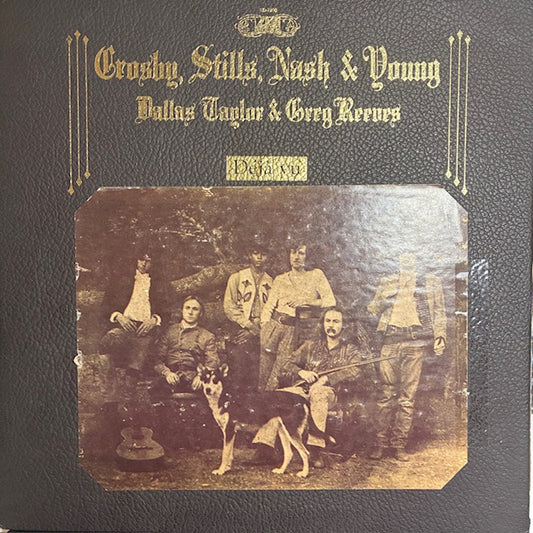 Crosby, Stills, Nash & Young
Dallas Taylor & Greg Reeves
Déjà vu